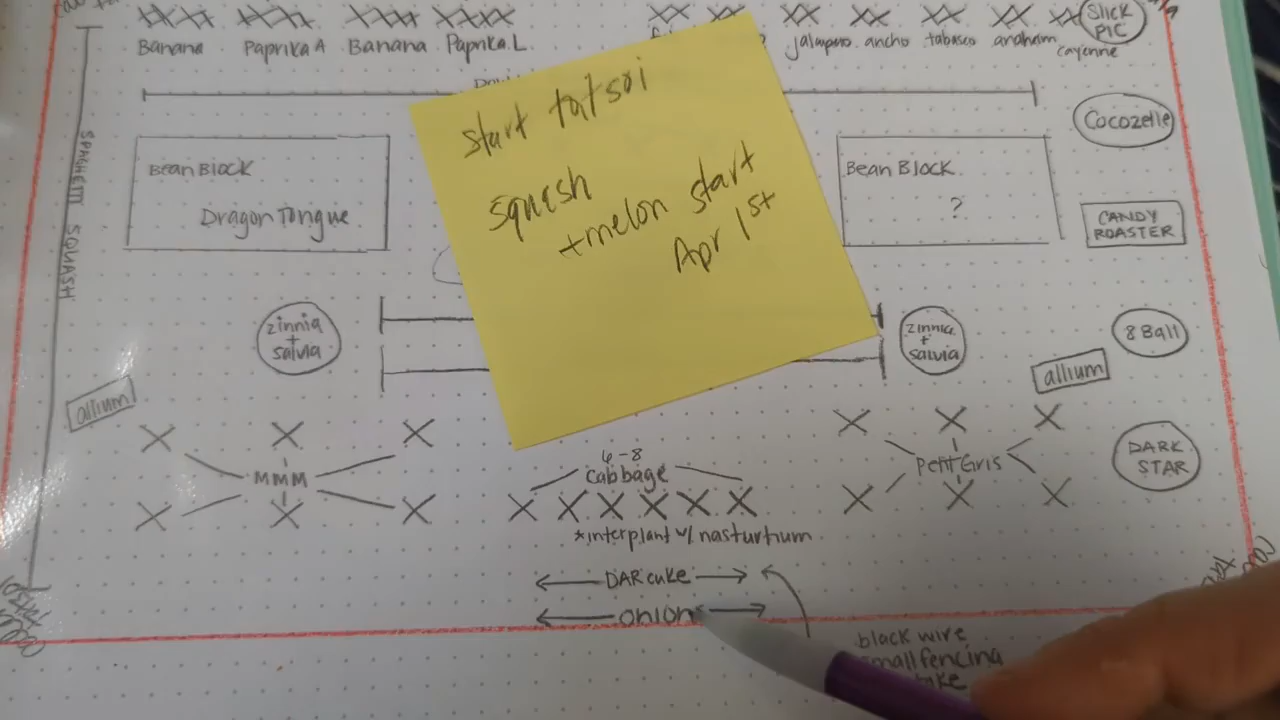 SLICK
PIC
Banana Paprika A Banana Paprika L. jalapeno ancho tabasco anaheim cayenne
Cocozelle
Bean Block
Dragon Tongue
start tatsoi
squash
+melon start
Apr 1st
Bean Block
?
CANDY
ROASTER
SPAGHETTI SQUASH
zinnia
+
salvia
zinnia
+
salvia
8 Ball
allium
allium
MMM
6-8
cabbage
*interplant w/ nasturtium
Petit Gris
DARK
STAR
DAR cuke
onion
black wire
small fencing